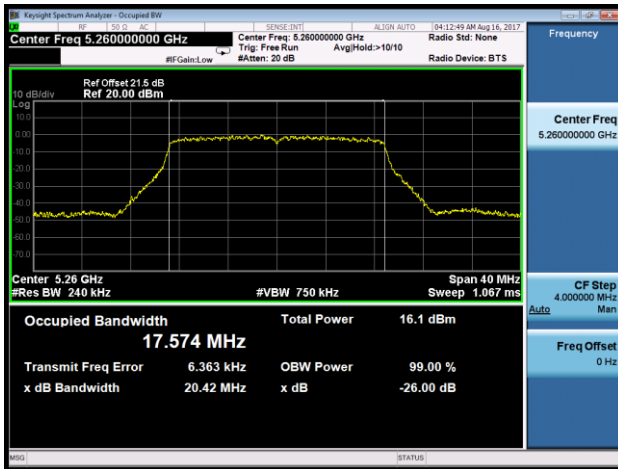 Keysight Spectrum Analyzer - Occupied BW
RF 50 Ω AC SENSE:INT ALIGN AUTO 04:12:49 AM Aug 16, 2017
Center Freq 5.260000000 GHz
Center Freq: 5.260000000 GHz Radio Std: None
Trig: Free Run Avg|Hold:>10/10
#IFGain:Low #Atten: 20 dB Radio Device: BTS
Ref Offset 21.5 dB
10 dB/div Ref 20.00 dBm
Log
10.0
0.00
-10.0
-20.0
-30.0
-40.0
-50.0
-60.0
-70.0
Center 5.26 GHz Span 40 MHz
#Res BW 240 kHz #VBW 750 kHz Sweep 1.067 ms
Occupied Bandwidth Total Power 16.1 dBm
17.574 MHz
Transmit Freq Error 6.363 kHz OBW Power 99.00 %
x dB Bandwidth 20.42 MHz x dB -26.00 dB
MSG STATUS
Frequency
Center Freq
5.260000000 GHz
CF Step
4.000000 MHz
Auto Man
Freq Offset
0 Hz